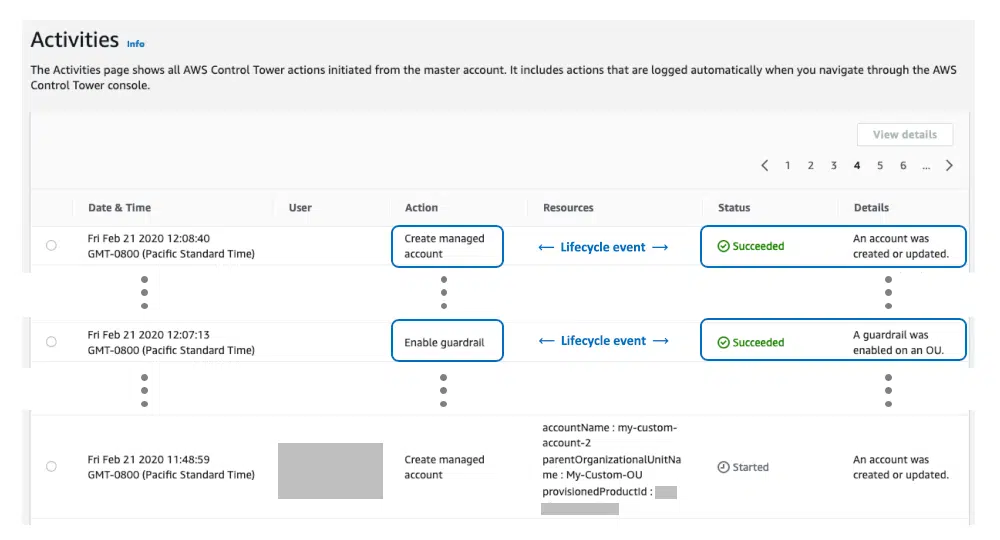 Activities Info
The Activities page shows all AWS Control Tower actions initiated from the master account. It includes actions that are logged automatically when you navigate through the AWS
Control Tower console.
View details
1 2 3 4 5 6 ...
Date & Time User Action Resources Status Details
Fri Feb 21 2020 12:08:40
GMT-0800 (Pacific Standard Time)
Create managed
account
← Lifecycle event →
Succeeded
An account was
created or updated.
Fri Feb 21 2020 12:07:13
GMT-0800 (Pacific Standard Time)
Enable guardrail
← Lifecycle event →
Succeeded
A guardrail was
enabled on an OU.
Fri Feb 21 2020 11:48:59
GMT-0800 (Pacific Standard Time)
Create managed
account
accountName : my-custom-
account-2
parentOrganizationalUnitNa
me : My-Custom-OU
provisionedProductId :
Started
An account was
created or updated.